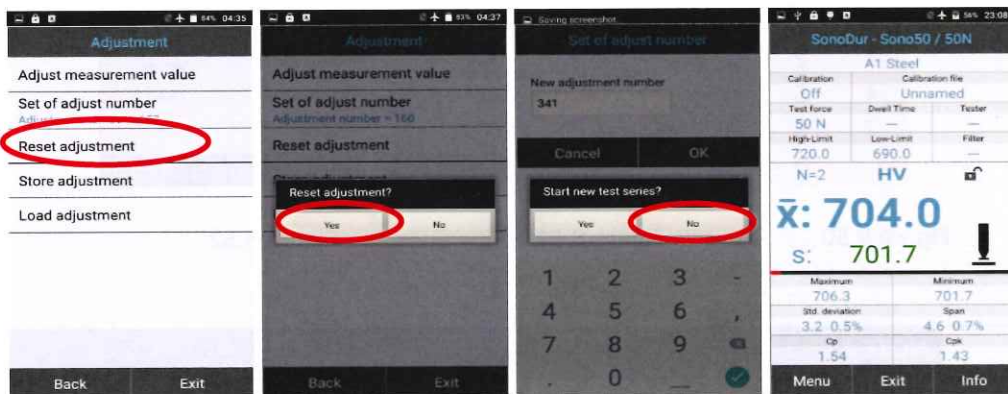 84% 04:35
Adjustment
Adjust measurement value
Set of adjust number
Reset adjustment
Store adjustment
Load adjustment
Back Exit
83% 04:37
Adjustment
Adjust measurement value
Set of adjust number
Adjustment number = 160
Reset adjustment
Store adjustment
Reset adjustment?
Yes No
Back Exit
Saving screenshot...
Set of adjust number
New adjustment number
341
Cancel OK
Start new test series?
Yes No
1 2 3 -
4 5 6 ,
7 8 9
. 0 _
56% 23:08
SonoDur - Sono50 / 50N
A1 Steel
Calibration Calibration file
Off Unnamed
Test force Dwell Time Tester
50 N — —
High-Limit Low-Limit Filter
720.0 690.0 —
N=2 HV
x̄: 704.0
s: 701.7
Maximum Minimum
706.3 701.7
Std. deviation Span
3.2 0.5% 4.6 0.7%
Cp Cpk
1.54 1.43
Menu Exit Info